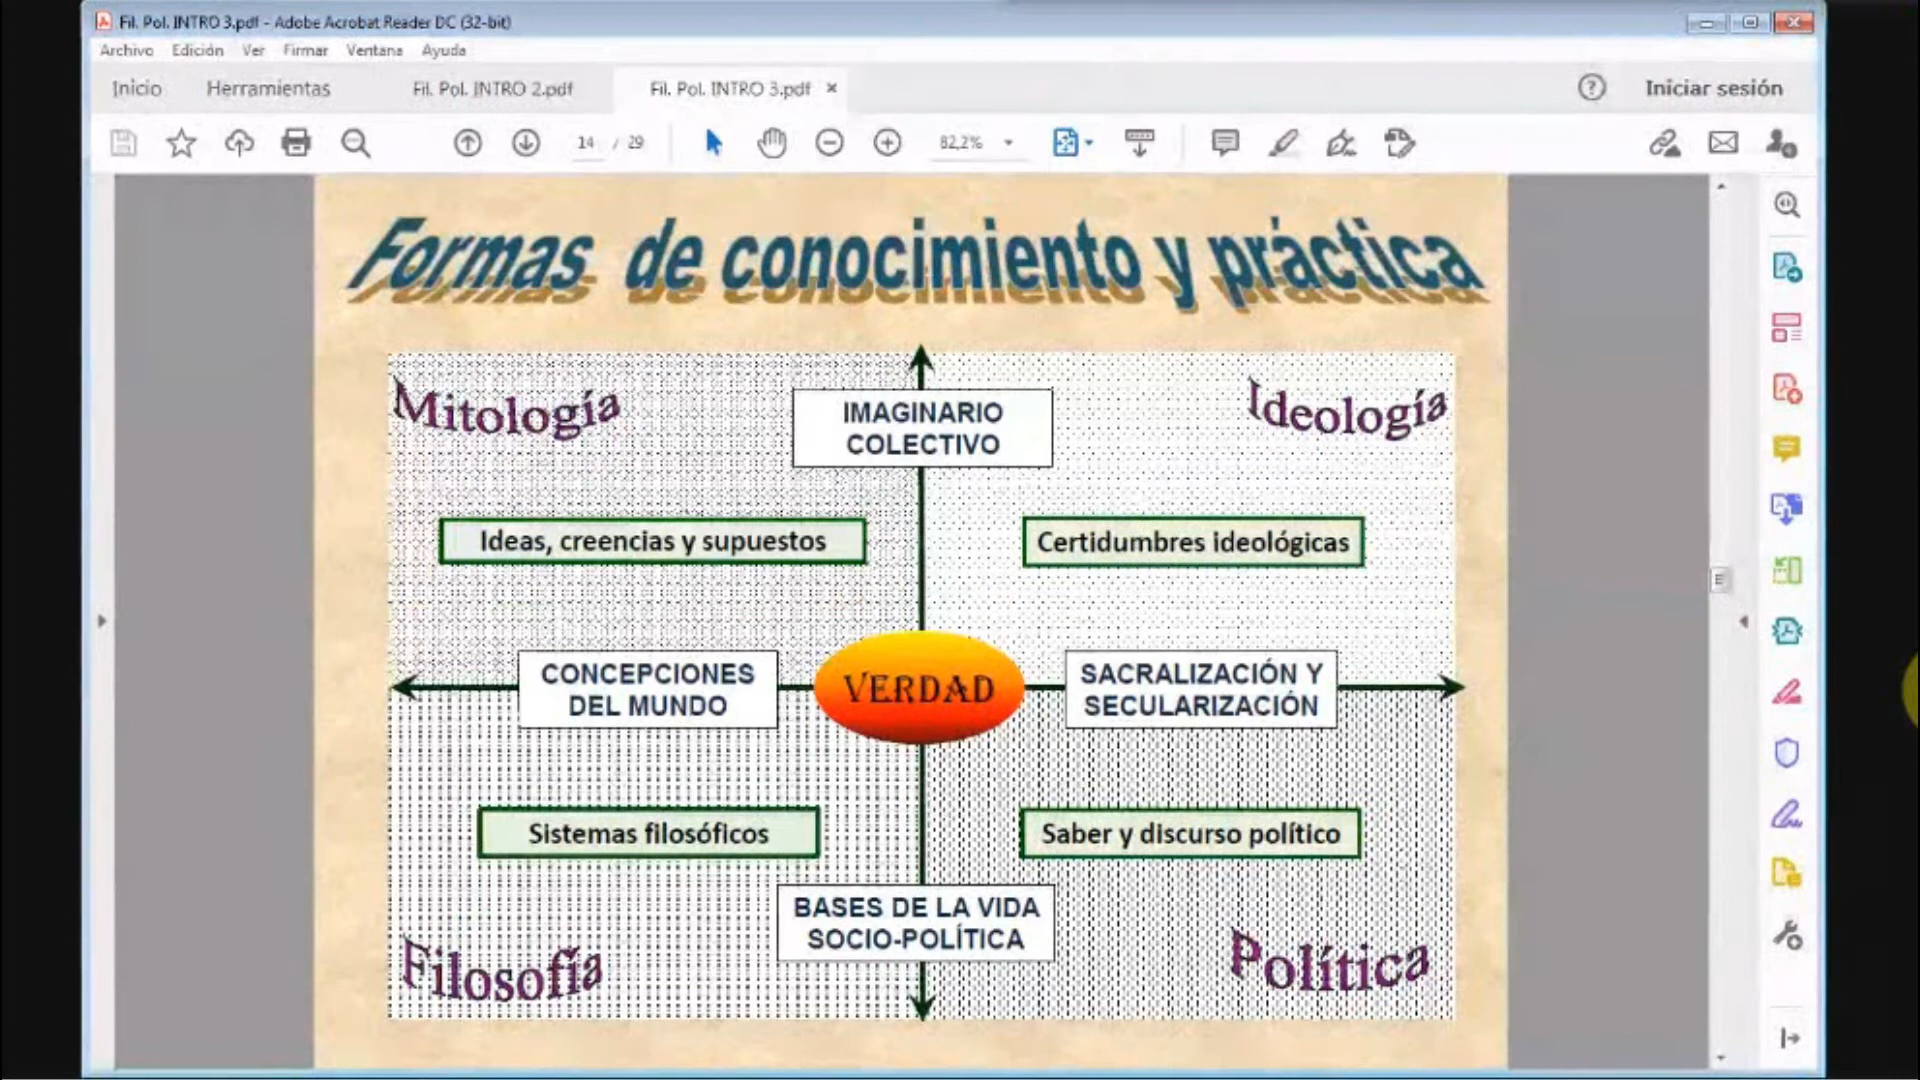 Fil. Pol. INTRO 3.pdf - Adobe Acrobat Reader DC (32-bit)
Archivo Edición Ver Firmar Ventana Ayuda
Inicio Herramientas Fil. Pol. INTRO 2.pdf Fil. Pol. INTRO 3.pdf × Iniciar sesión
14 / 29 82,2%
Formas de conocimiento y práctica
Mitología
IMAGINARIO
COLECTIVO
Ideología
Ideas, creencias y supuestos
Certidumbres ideológicas
CONCEPCIONES
DEL MUNDO
VERDAD
SACRALIZACIÓN Y
SECULARIZACIÓN
Sistemas filosóficos
Saber y discurso político
BASES DE LA VIDA
SOCIO-POLÍTICA
Filosofía
Política